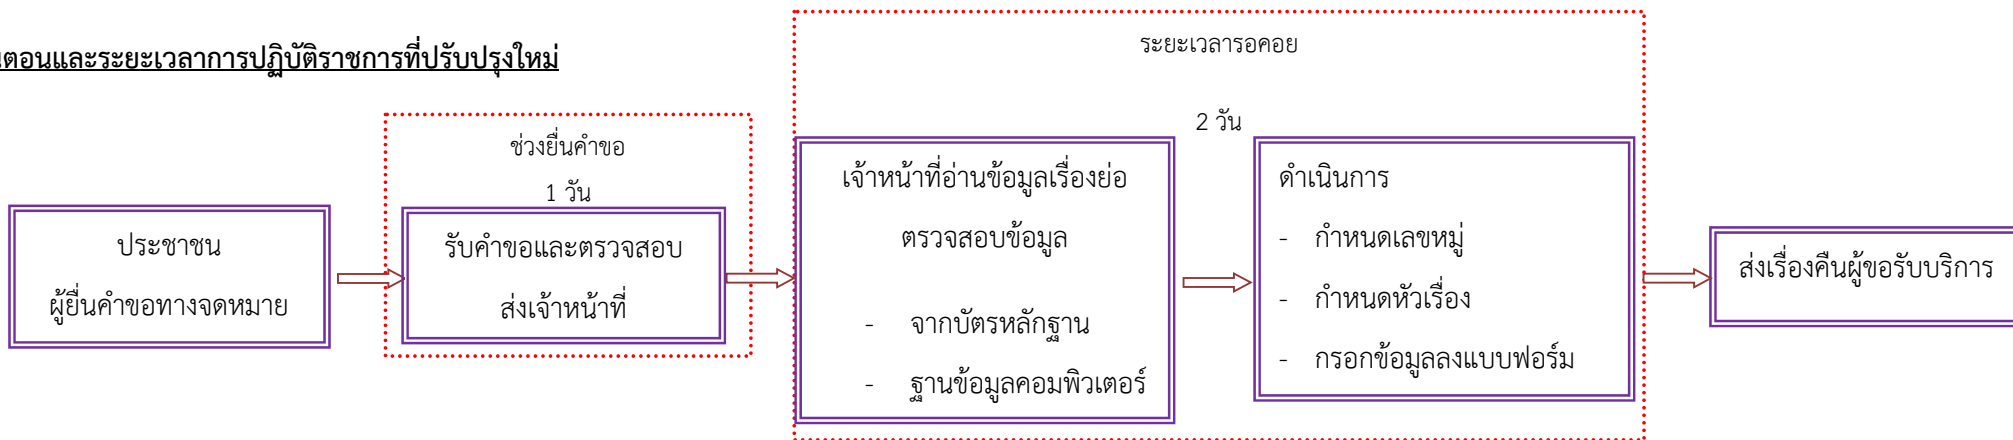 นตอนและระยะเวลาการปฏิบัติราชการที่ปรับปรุงใหม่
ประชาชน
ผู้ยื่นคำขอทางจดหมาย
ช่วงยื่นคำขอ
1 วัน
รับคำขอและตรวจสอบ
ส่งเจ้าหน้าที่
ระยะเวลารอคอย
2 วัน
เจ้าหน้าที่อ่านข้อมูลเรื่องย่อ
ตรวจสอบข้อมูล
- จากบัตรหลักฐาน
- ฐานข้อมูลคอมพิวเตอร์
ดำเนินการ
- กำหนดเลขหมู่
- กำหนดหัวเรื่อง
- กรอกข้อมูลลงแบบฟอร์ม
ส่งเรื่องคืนผู้ขอรับบริการ